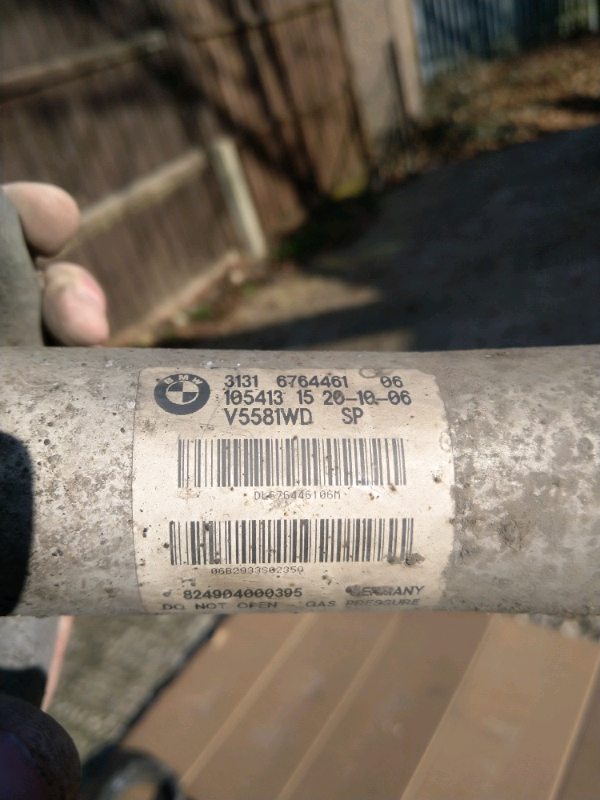 BMW
3131 6764461 06
105413 15 20-10-06
V5581WD SP
DL676446106M
824904000395 GERMANY
DO NOT OPEN - GAS PRESSURE